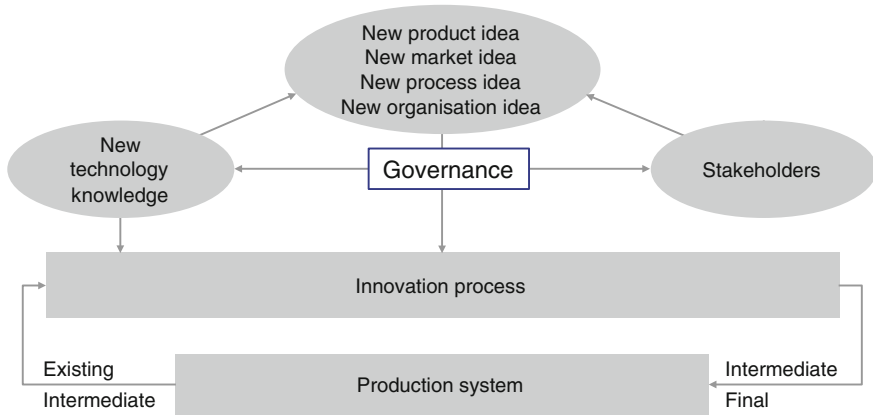 New product idea
New market idea
New process idea
New organisation idea
New
technology
knowledge
Governance
Stakeholders
Innovation process
Existing
Intermediate
Production system
Intermediate
Final